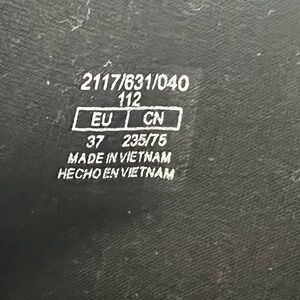 2117/631/040
112
EU CN
37 235/75
MADE IN VIETNAM
HECHO EN VIETNAM